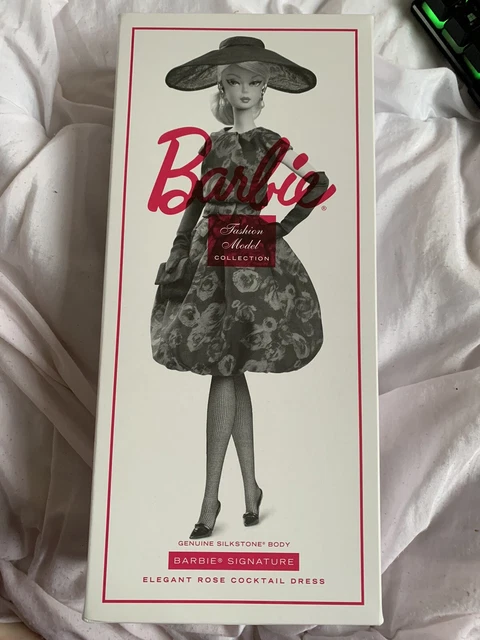 Barbie®
Fashion
Model
COLLECTION
GENUINE SILKSTONE® BODY
BARBIE® SIGNATURE
ELEGANT ROSE COCKTAIL DRESS